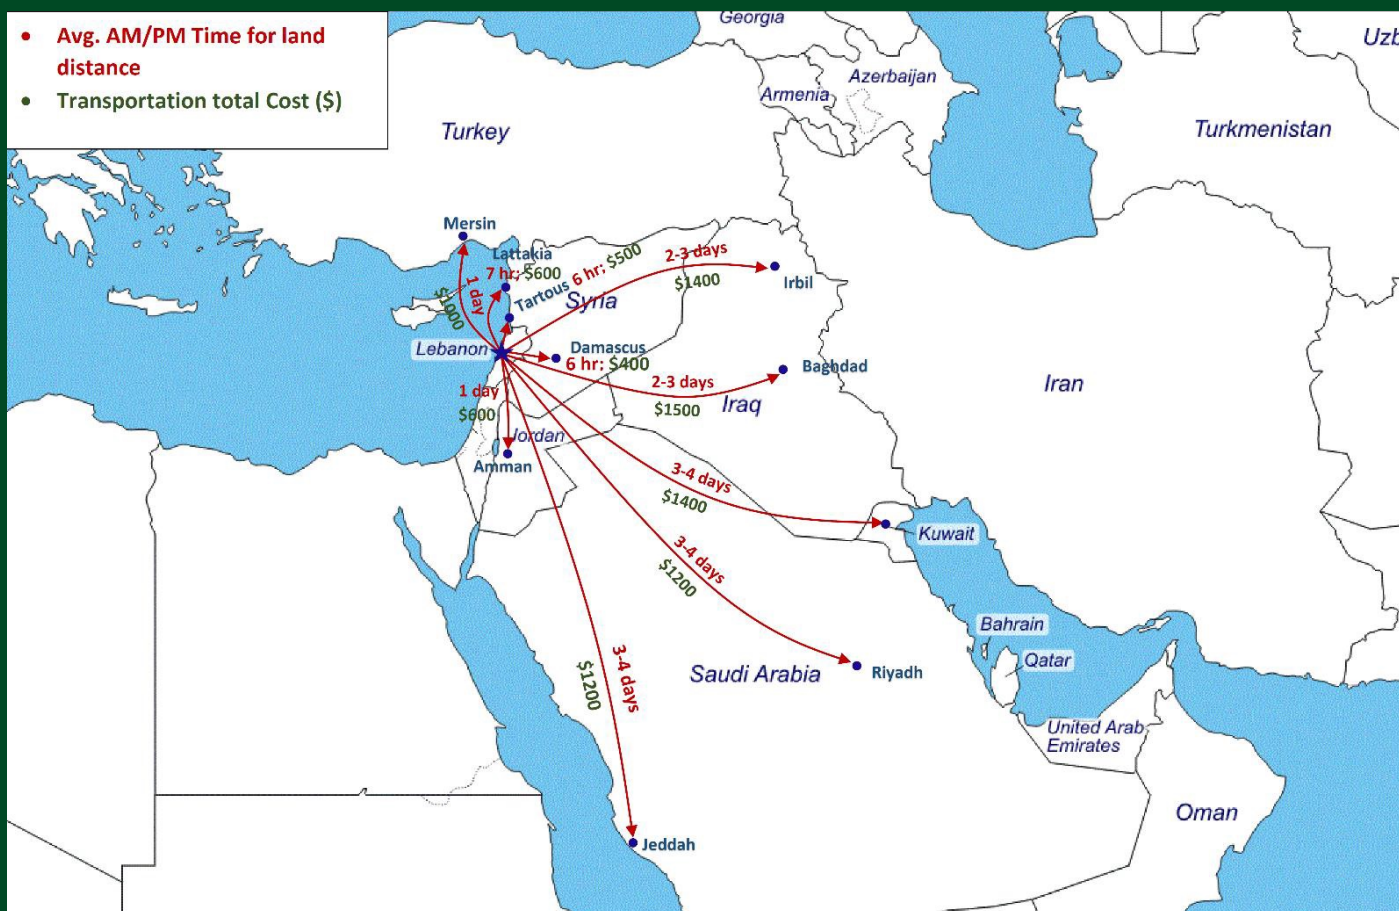 • Avg. AM/PM Time for land
distance
• Transportation total Cost ($)
Georgia
Uzb
Azerbaijan
Armenia
Turkey
Turkmenistan
Mersin
Lattakia
7 hr; $600
Tartous 6 hr; $500
1 day
$1000
Syria
2-3 days
$1400
Irbil
Lebanon
Damascus
6 hr; $400
Baghdad
1 day
$600
2-3 days
$1500
Iraq
Iran
Jordan
Amman
3-4 days
$1400
Kuwait
3-4 days
$1200
Bahrain
Qatar
3-4 days
$1200
Saudi Arabia
Riyadh
United Arab
Emirates
Oman
Jeddah